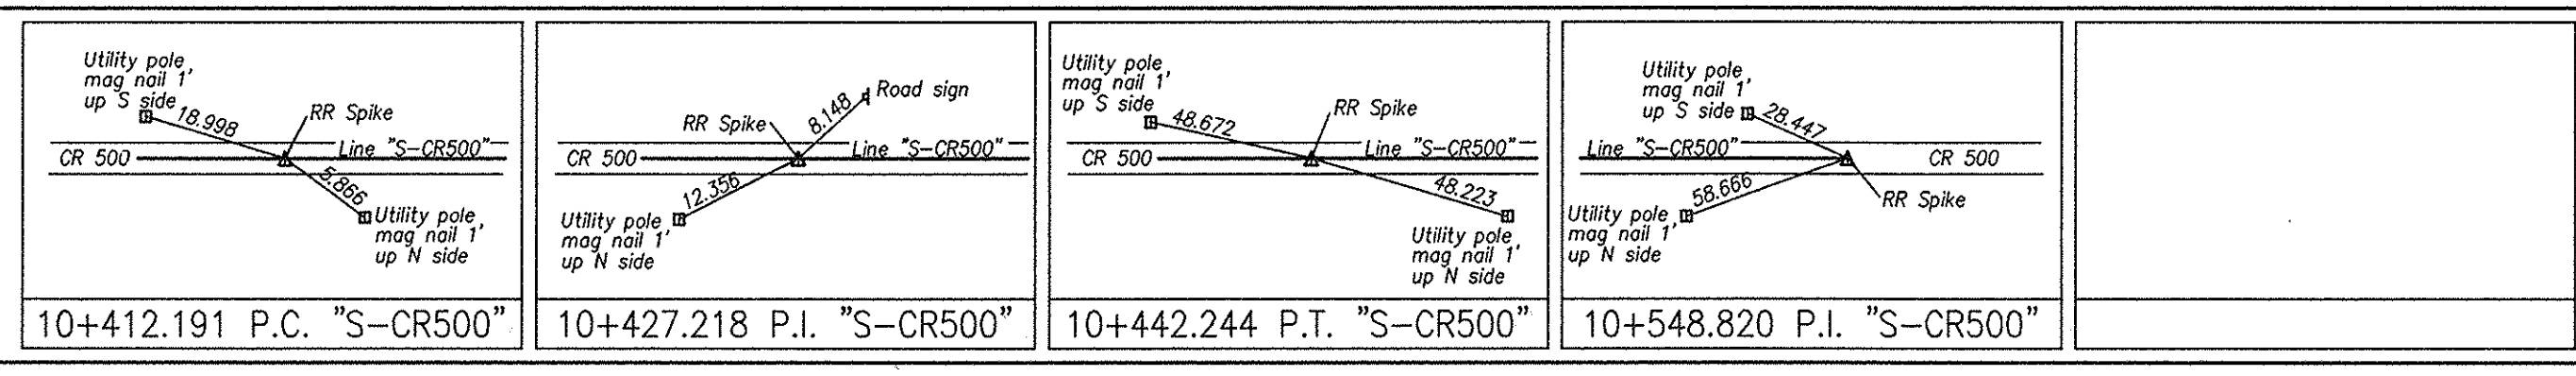 Utility pole,
mag nail 1'
up S side
18.998
RR Spike
Line "S-CR500"
CR 500
5.866
Utility pole,
mag nail 1'
up N side
10+412.191 P.C. "S-CR500"
8.148
Road sign
RR Spike
Line "S-CR500"
CR 500
12.356
Utility pole,
mag nail 1'
up N side
10+427.218 P.I. "S-CR500"
Utility pole,
mag nail 1'
up S side
48.672
RR Spike
Line "S-CR500"
CR 500
48.223
Utility pole,
mag nail 1'
up N side
10+442.244 P.T. "S-CR500"
Utility pole,
mag nail 1'
up S side
28.447
Line "S-CR500"
CR 500
58.666
RR Spike
Utility pole,
mag nail 1'
up N side
10+548.820 P.I. "S-CR500"